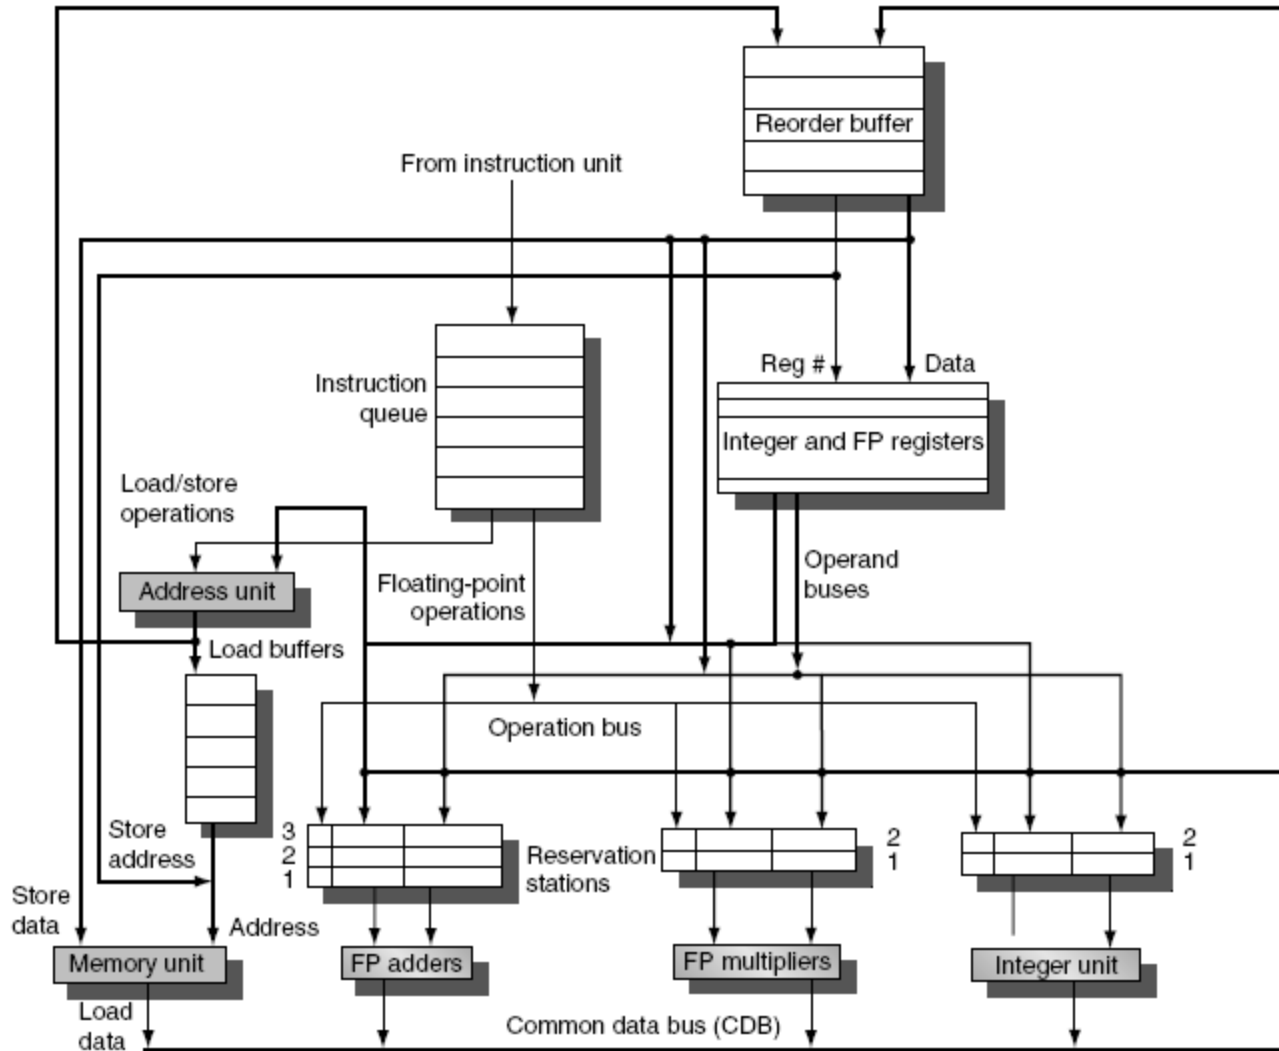 Reorder buffer
From instruction unit
Reg #
Data
Instruction
queue
Integer and FP registers
Load/store
operations
Operand
buses
Address unit
Floating-point
operations
Load buffers
Operation bus
3
2
1
Reservation
stations
2
1
2
1
Store
address
Store
data
Address
Memory unit
FP adders
FP multipliers
Integer unit
Load
data
Common data bus (CDB)